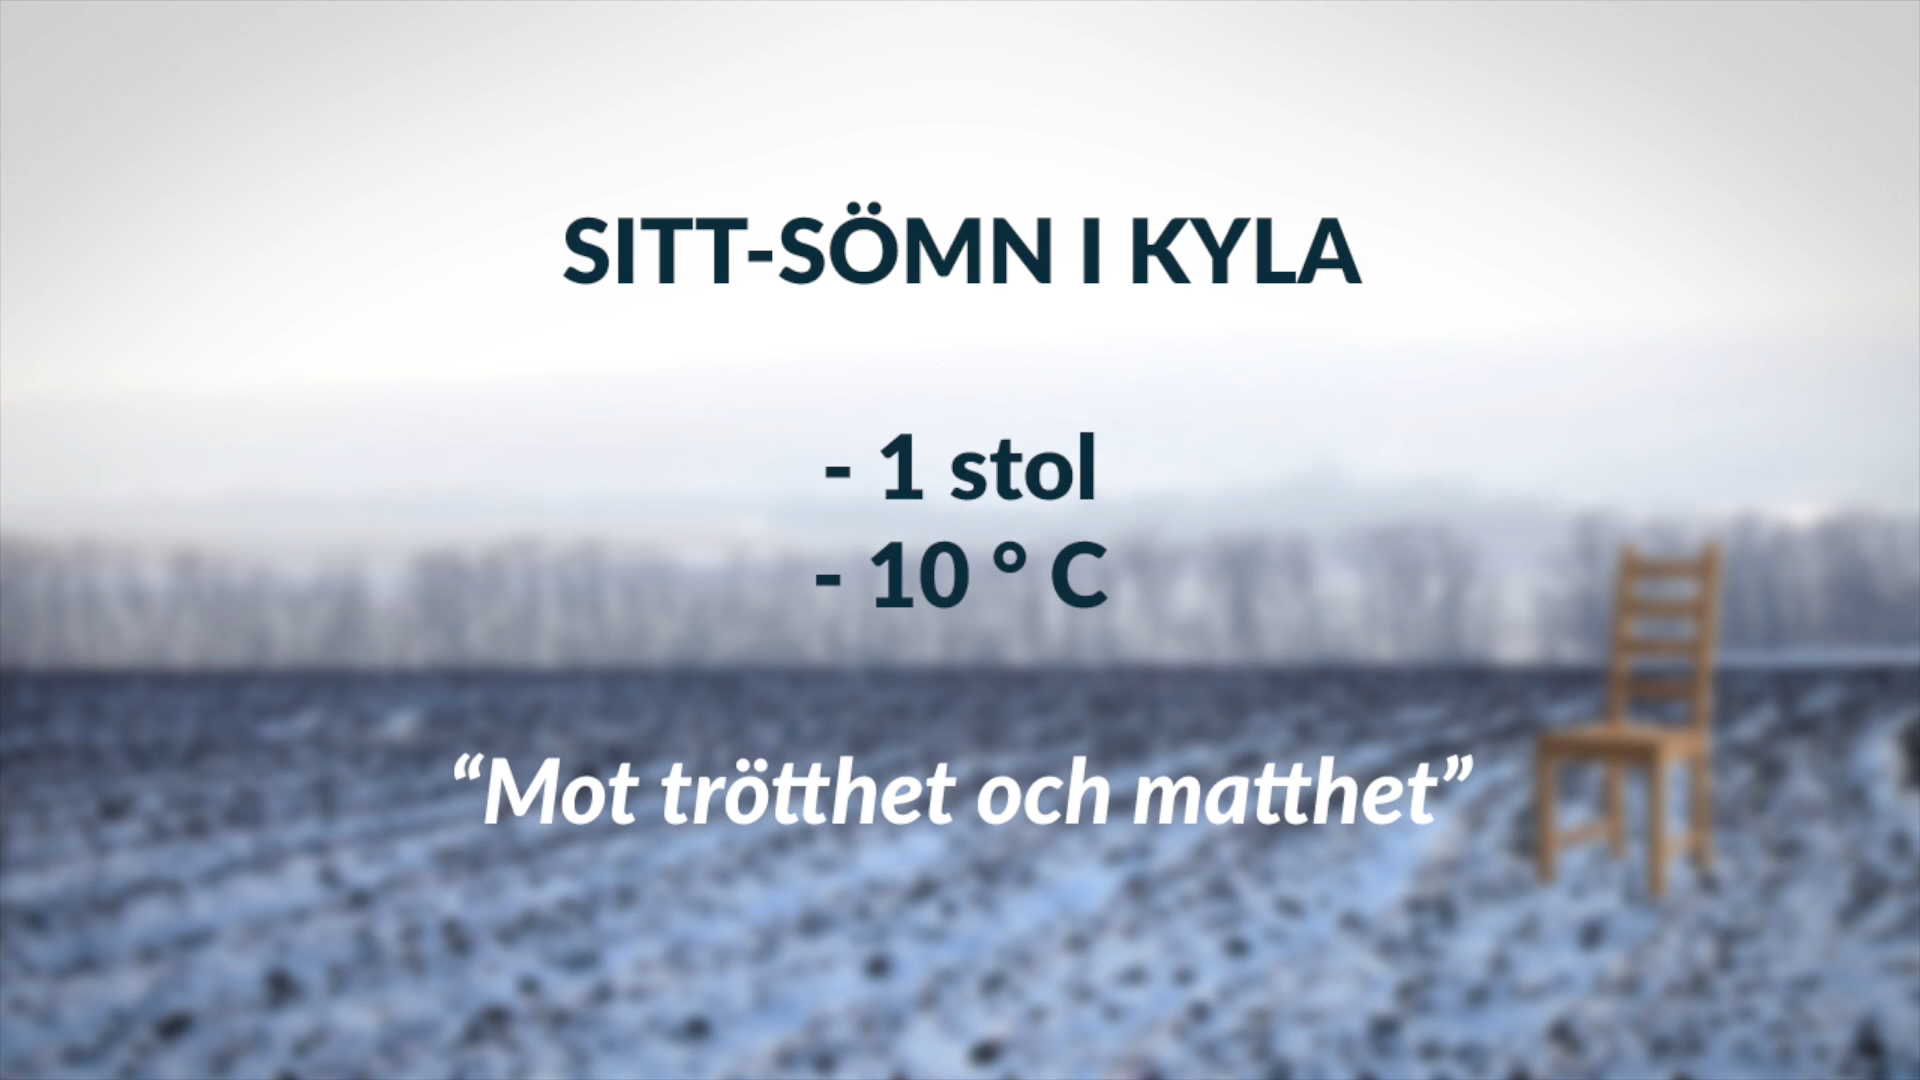 SITT-SÖMN I KYLA
- 1 stol
- 10 ° C
“Mot trötthet och matthet”